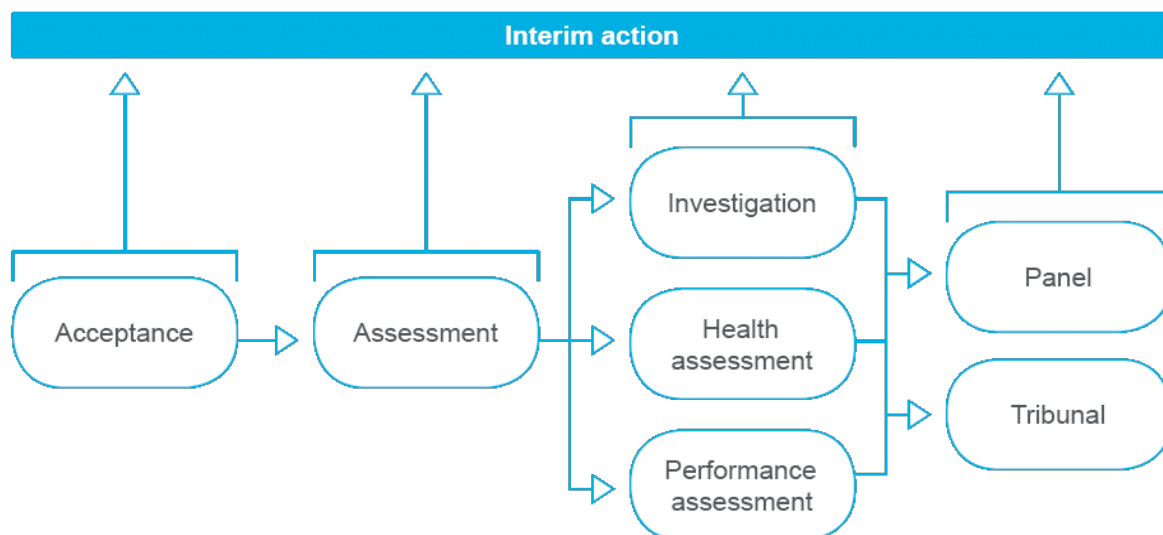 Interim action
Acceptance
Assessment
Investigation
Health
assessment
Performance
assessment
Panel
Tribunal